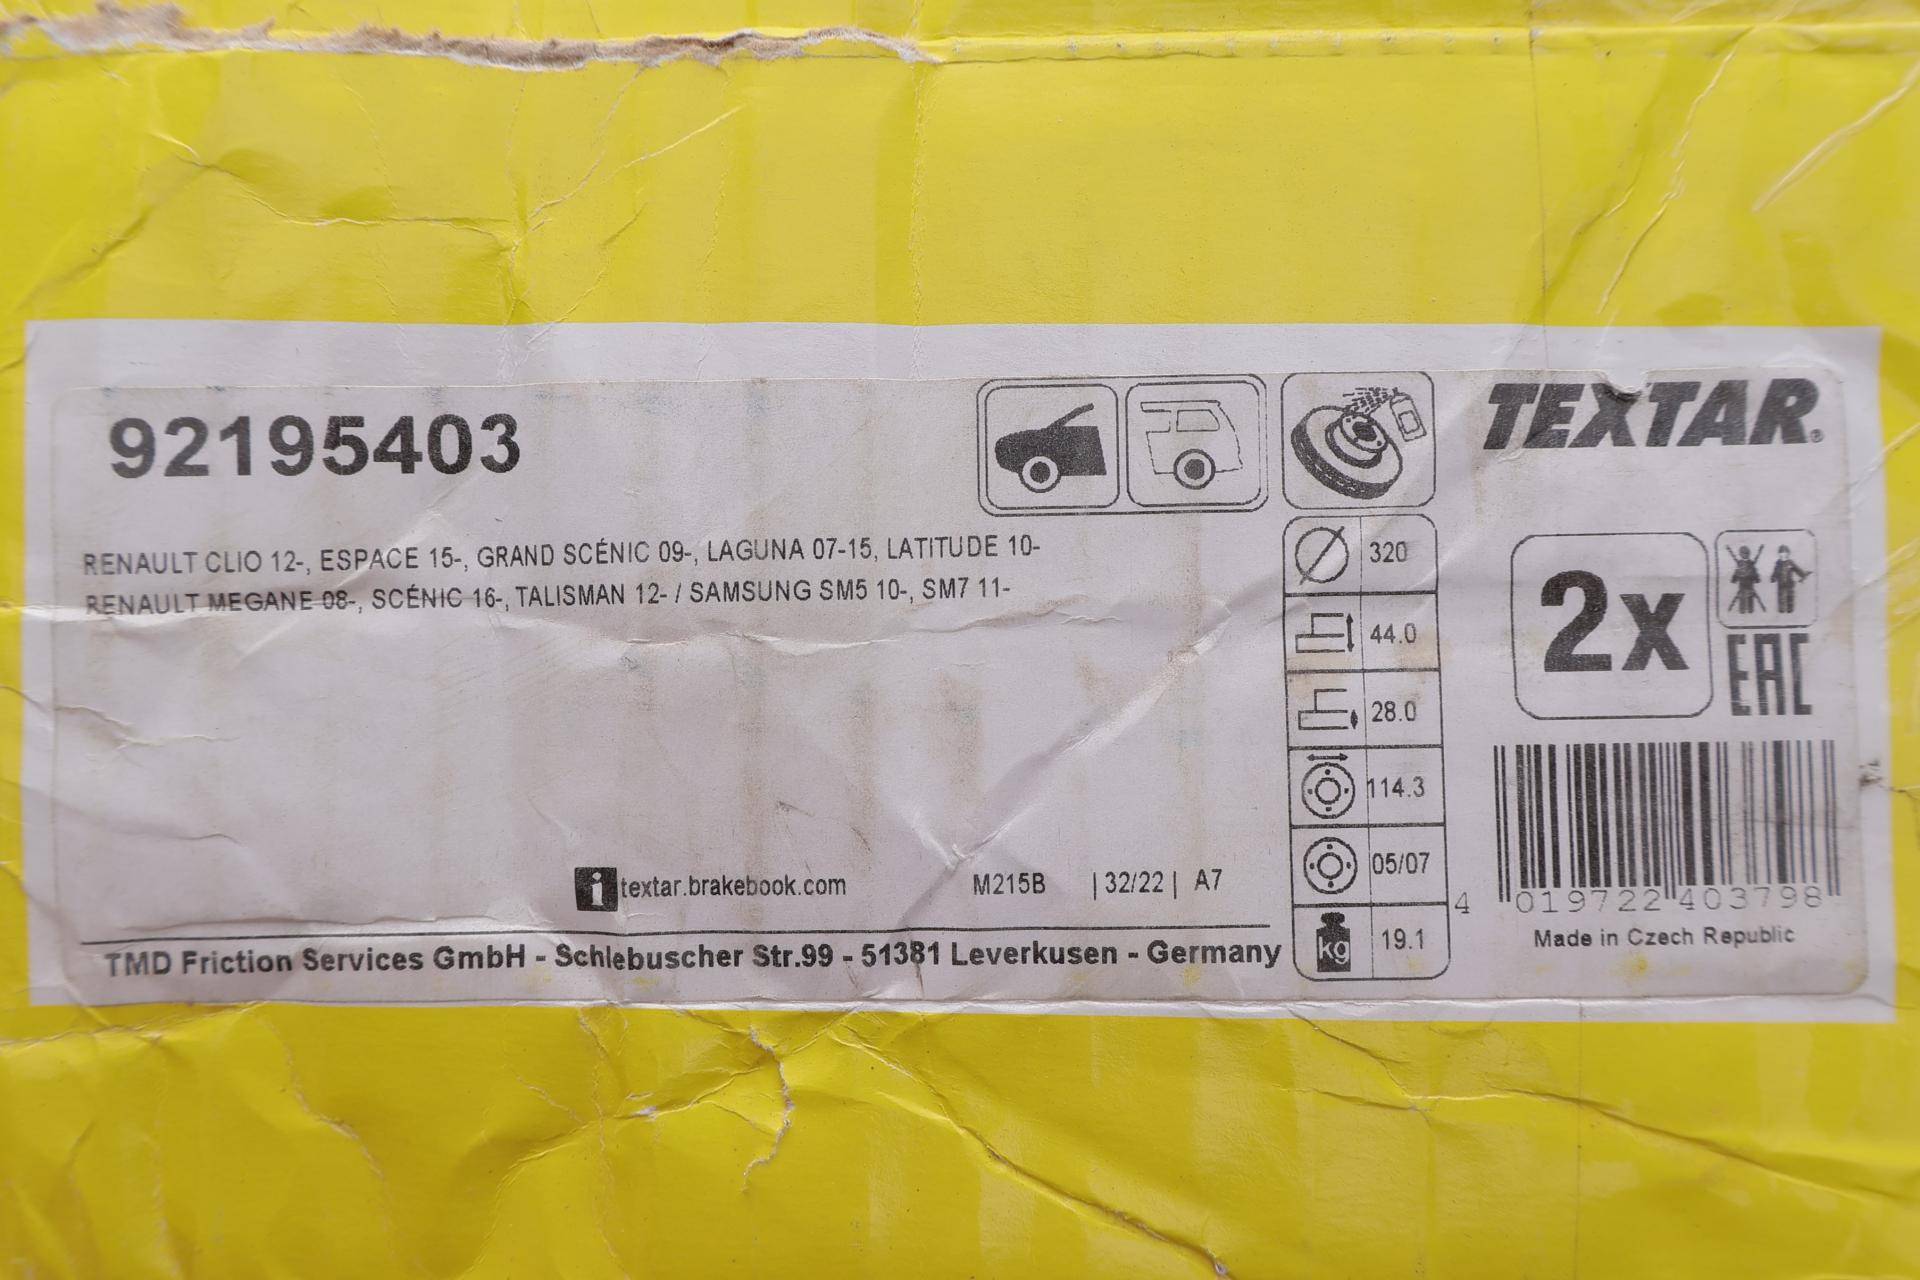 92195403
TEXTAR®
RENAULT CLIO 12-, ESPACE 15-, GRAND SCÉNIC 09-, LAGUNA 07-15, LATITUDE 10-
RENAULT MEGANE 08-, SCÉNIC 16-, TALISMAN 12- / SAMSUNG SM5 10-, SM7 11-
320
44.0
28.0
114.3
05/07
kg 19.1
2x
EAC
i textar.brakebook.com M215B | 32/22 | A7
4 019722 403798
Made in Czech Republic
TMD Friction Services GmbH - Schlebuscher Str.99 - 51381 Leverkusen - Germany